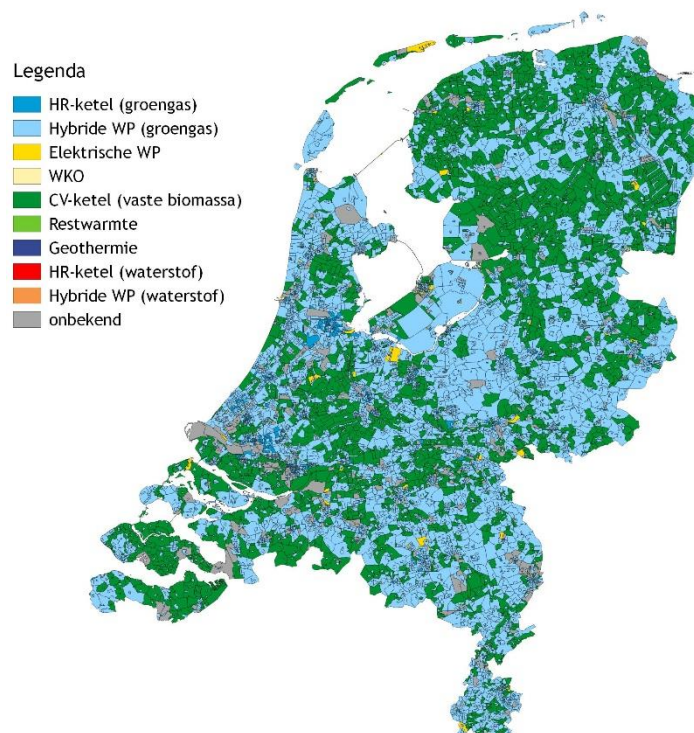 Legenda
HR-ketel (groengas)
Hybride WP (groengas)
Elektrische WP
WKO
CV-ketel (vaste biomassa)
Restwarmte
Geothermie
HR-ketel (waterstof)
Hybride WP (waterstof)
onbekend